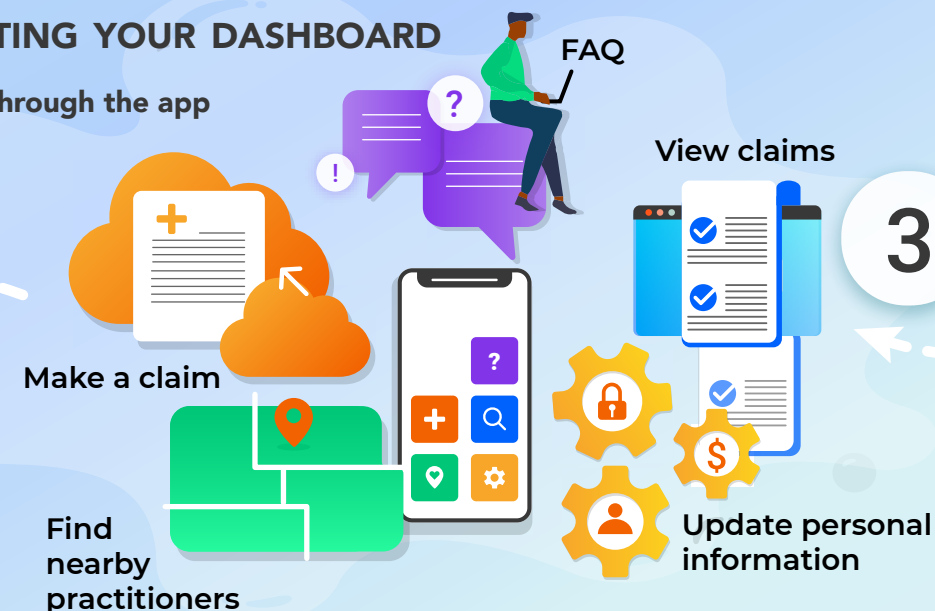 TING YOUR DASHBOARD
hrough the app
FAQ
?
!
View claims
3
Make a claim
?
$
Find
nearby
practitioners
Update personal
information